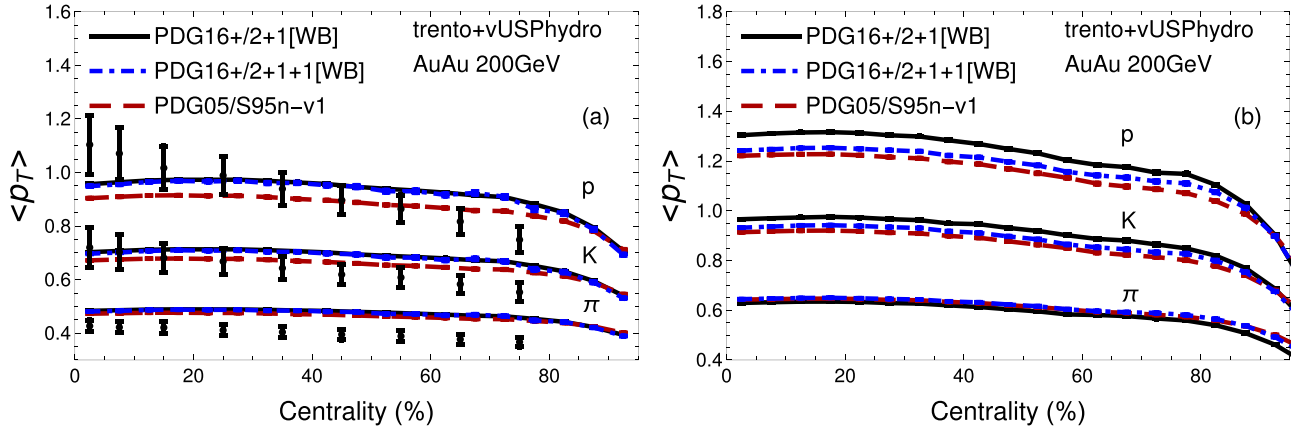 1.6
1.4
1.2
1.0
0.8
0.6
0.4
<pT>
PDG16+/2+1[WB]
PDG16+/2+1+1[WB]
PDG05/S95n-v1
trento+vUSPhydro
AuAu 200GeV
(a)
p
K
π
0 20 40 60 80
Centrality (%)
1.8
1.6
1.4
1.2
1.0
0.8
0.6
0.4
<pT>
PDG16+/2+1[WB]
PDG16+/2+1+1[WB]
PDG05/S95n-v1
trento+vUSPhydro
AuAu 200GeV
(b)
p
K
π
0 20 40 60 80
Centrality (%)